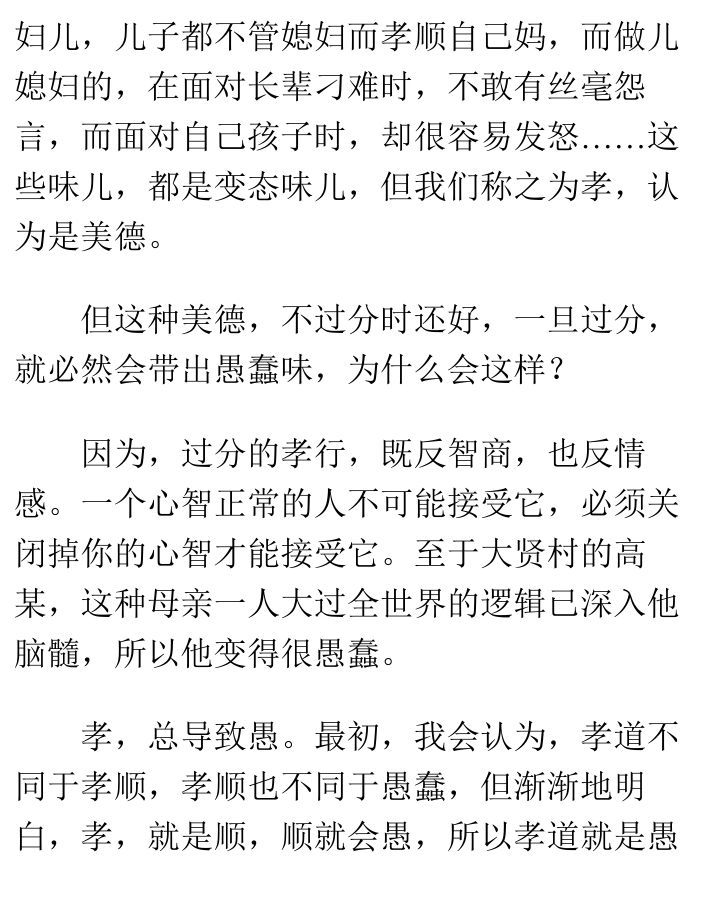 妇儿，儿子都不管媳妇而孝顺自己妈，而做儿
媳妇的，在面对长辈刁难时，不敢有丝毫怨
言，而面对自己孩子时，却很容易发怒……这
些味儿，都是变态味儿，但我们称之为孝，认
为是美德。
但这种美德，不过分时还好，一旦过分，
就必然会带出愚蠢味，为什么会这样？
因为，过分的孝行，既反智商，也反情
感。一个心智正常的人不可能接受它，必须关
闭掉你的心智才能接受它。至于大贤村的高
某，这种母亲一人大过全世界的逻辑已深入他
脑髓，所以他变得很愚蠢。
孝，总导致愚。最初，我会认为，孝道不
同于孝顺，孝顺也不同于愚蠢，但渐渐地明
白，孝，就是顺，顺就会愚，所以孝道就是愚